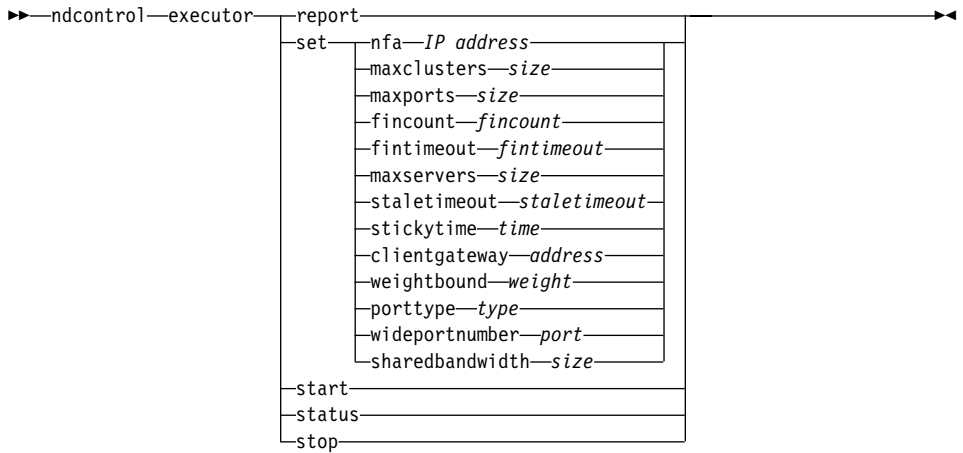 ndcontrol executor report
set nfa IP address
maxclusters size
maxports size
fincount fincount
fintimeout fintimeout
maxservers size
staletimeout staletimeout
stickytime time
clientgateway address
weightbound weight
porttype type
wideportnumber port
sharedbandwidth size
start
status
stop